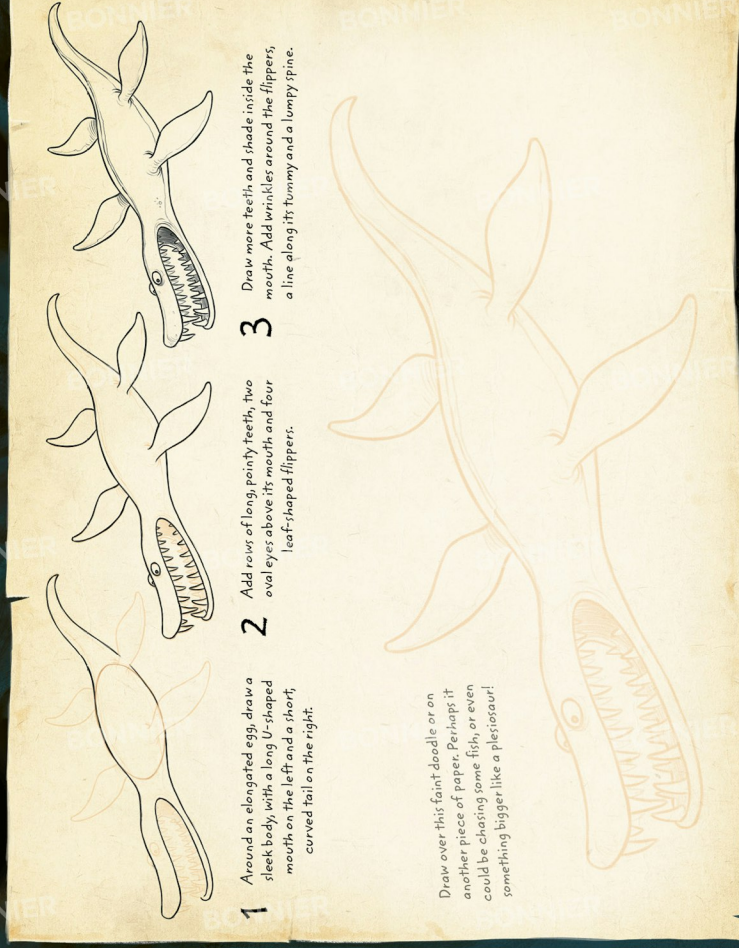 1
Around an elongated egg, draw a
sleek body, with a long U-shaped
mouth on the left and a short,
curved tail on the right.
2
Add rows of long, pointy teeth, two
oval eyes above its mouth and four
leaf-shaped flippers.
3
Draw more teeth and shade inside the
mouth. Add wrinkles around the flippers,
a line along its tummy and a lumpy spine.
Draw over this faint doodle or on
another piece of paper. Perhaps it
could be chasing some fish, or even
something bigger like a plesiosaur!
BONNIER
BONNIER
BONNIER